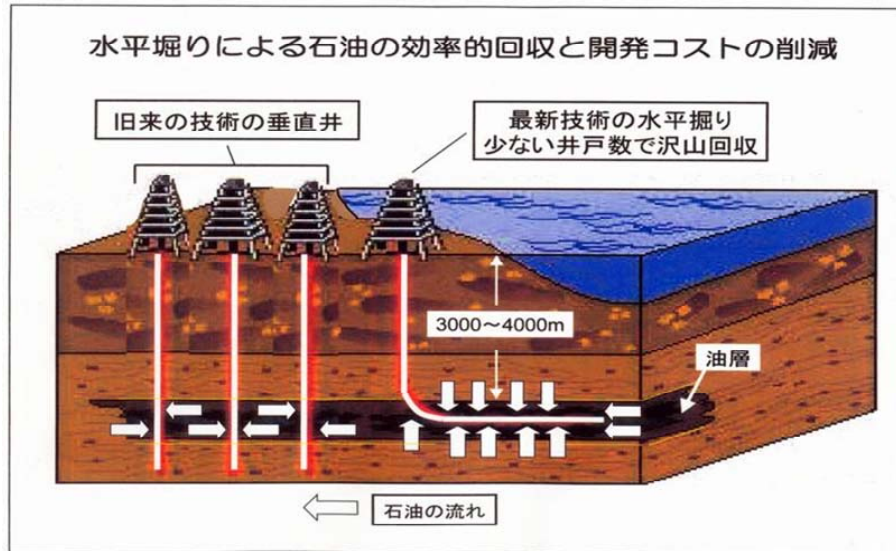 水平堀りによる石油の効率的回収と開発コストの削減
旧来の技術の垂直井
最新技術の水平掘り
少ない井戸数で沢山回収
3000～4000m
油層
石油の流れ